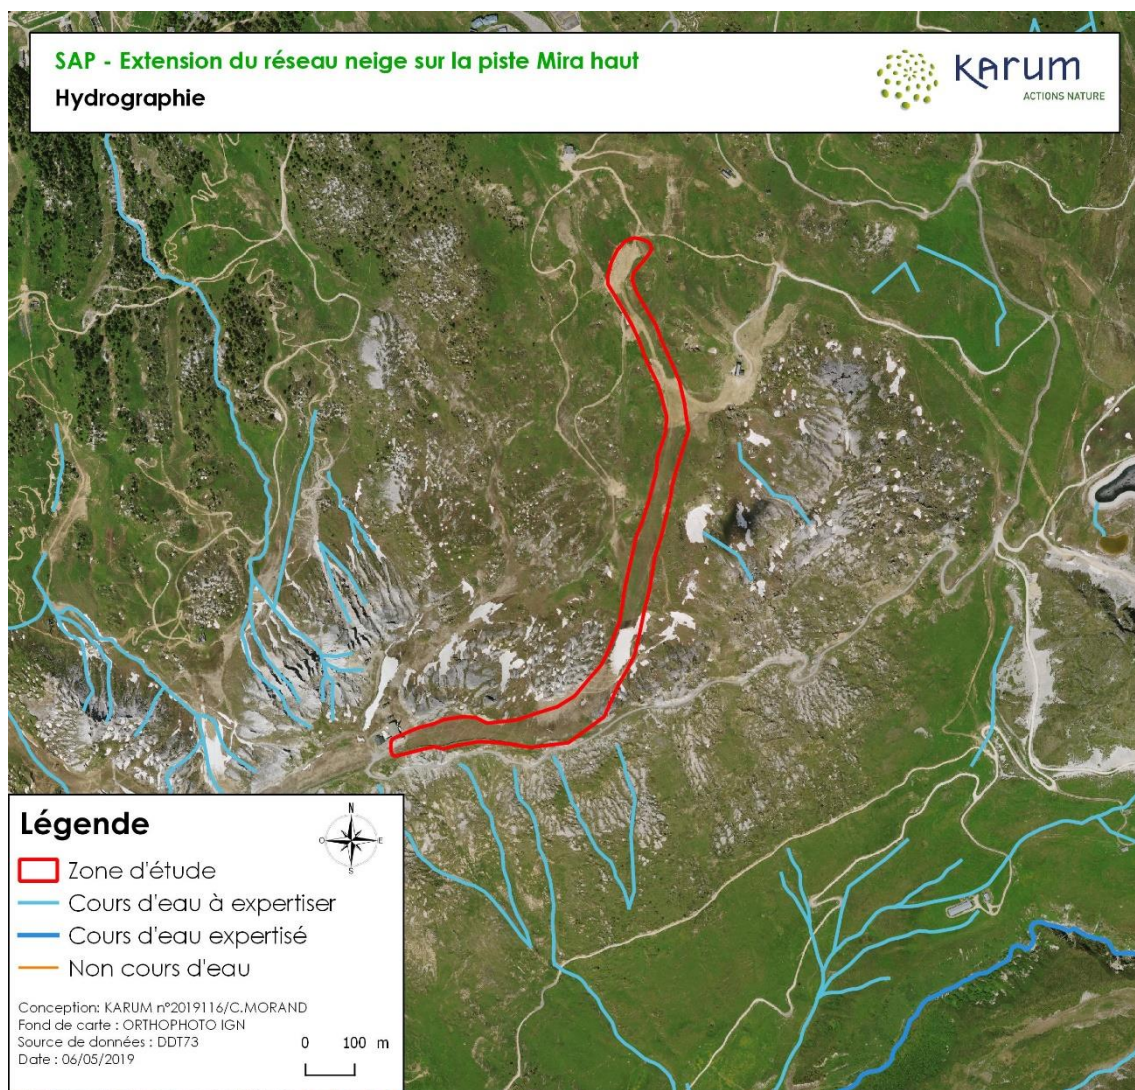 SAP - Extension du réseau neige sur la piste Mira haut
Hydrographie
KARUM
ACTIONS NATURE
Légende
N
O
E
S
Zone d'étude
Cours d'eau à expertiser
Cours d'eau expertisé
Non cours d'eau
Conception: KARUM n°2019116/C.MORAND
Fond de carte : ORTHOPHOTO IGN
Source de données : DDT73
Date : 06/05/2019
0 100 m